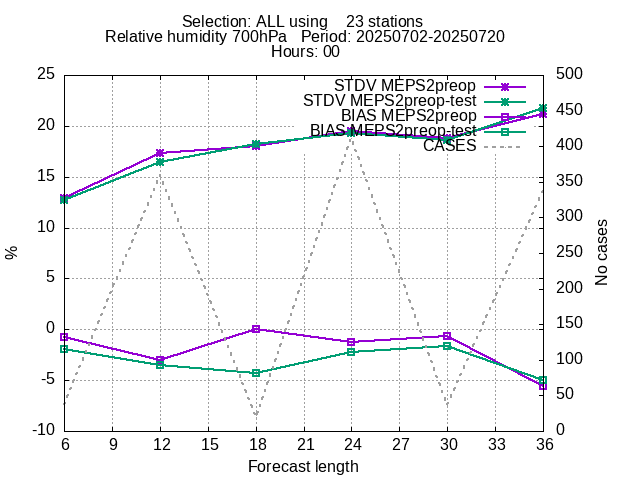 Selection: ALL using    23 stations
Relative humidity 700hPa   Period: 20250702-20250720
Hours: 00
STDV MEPS2preop
STDV MEPS2preop-test
BIAS MEPS2preop
BIAS MEPS2preop-test
CASES
25
20
15
10
5
0
-5
-10
%
500
450
400
350
300
250
200
150
100
50
0
No cases
6 9 12 15 18 21 24 27 30 33 36
Forecast length